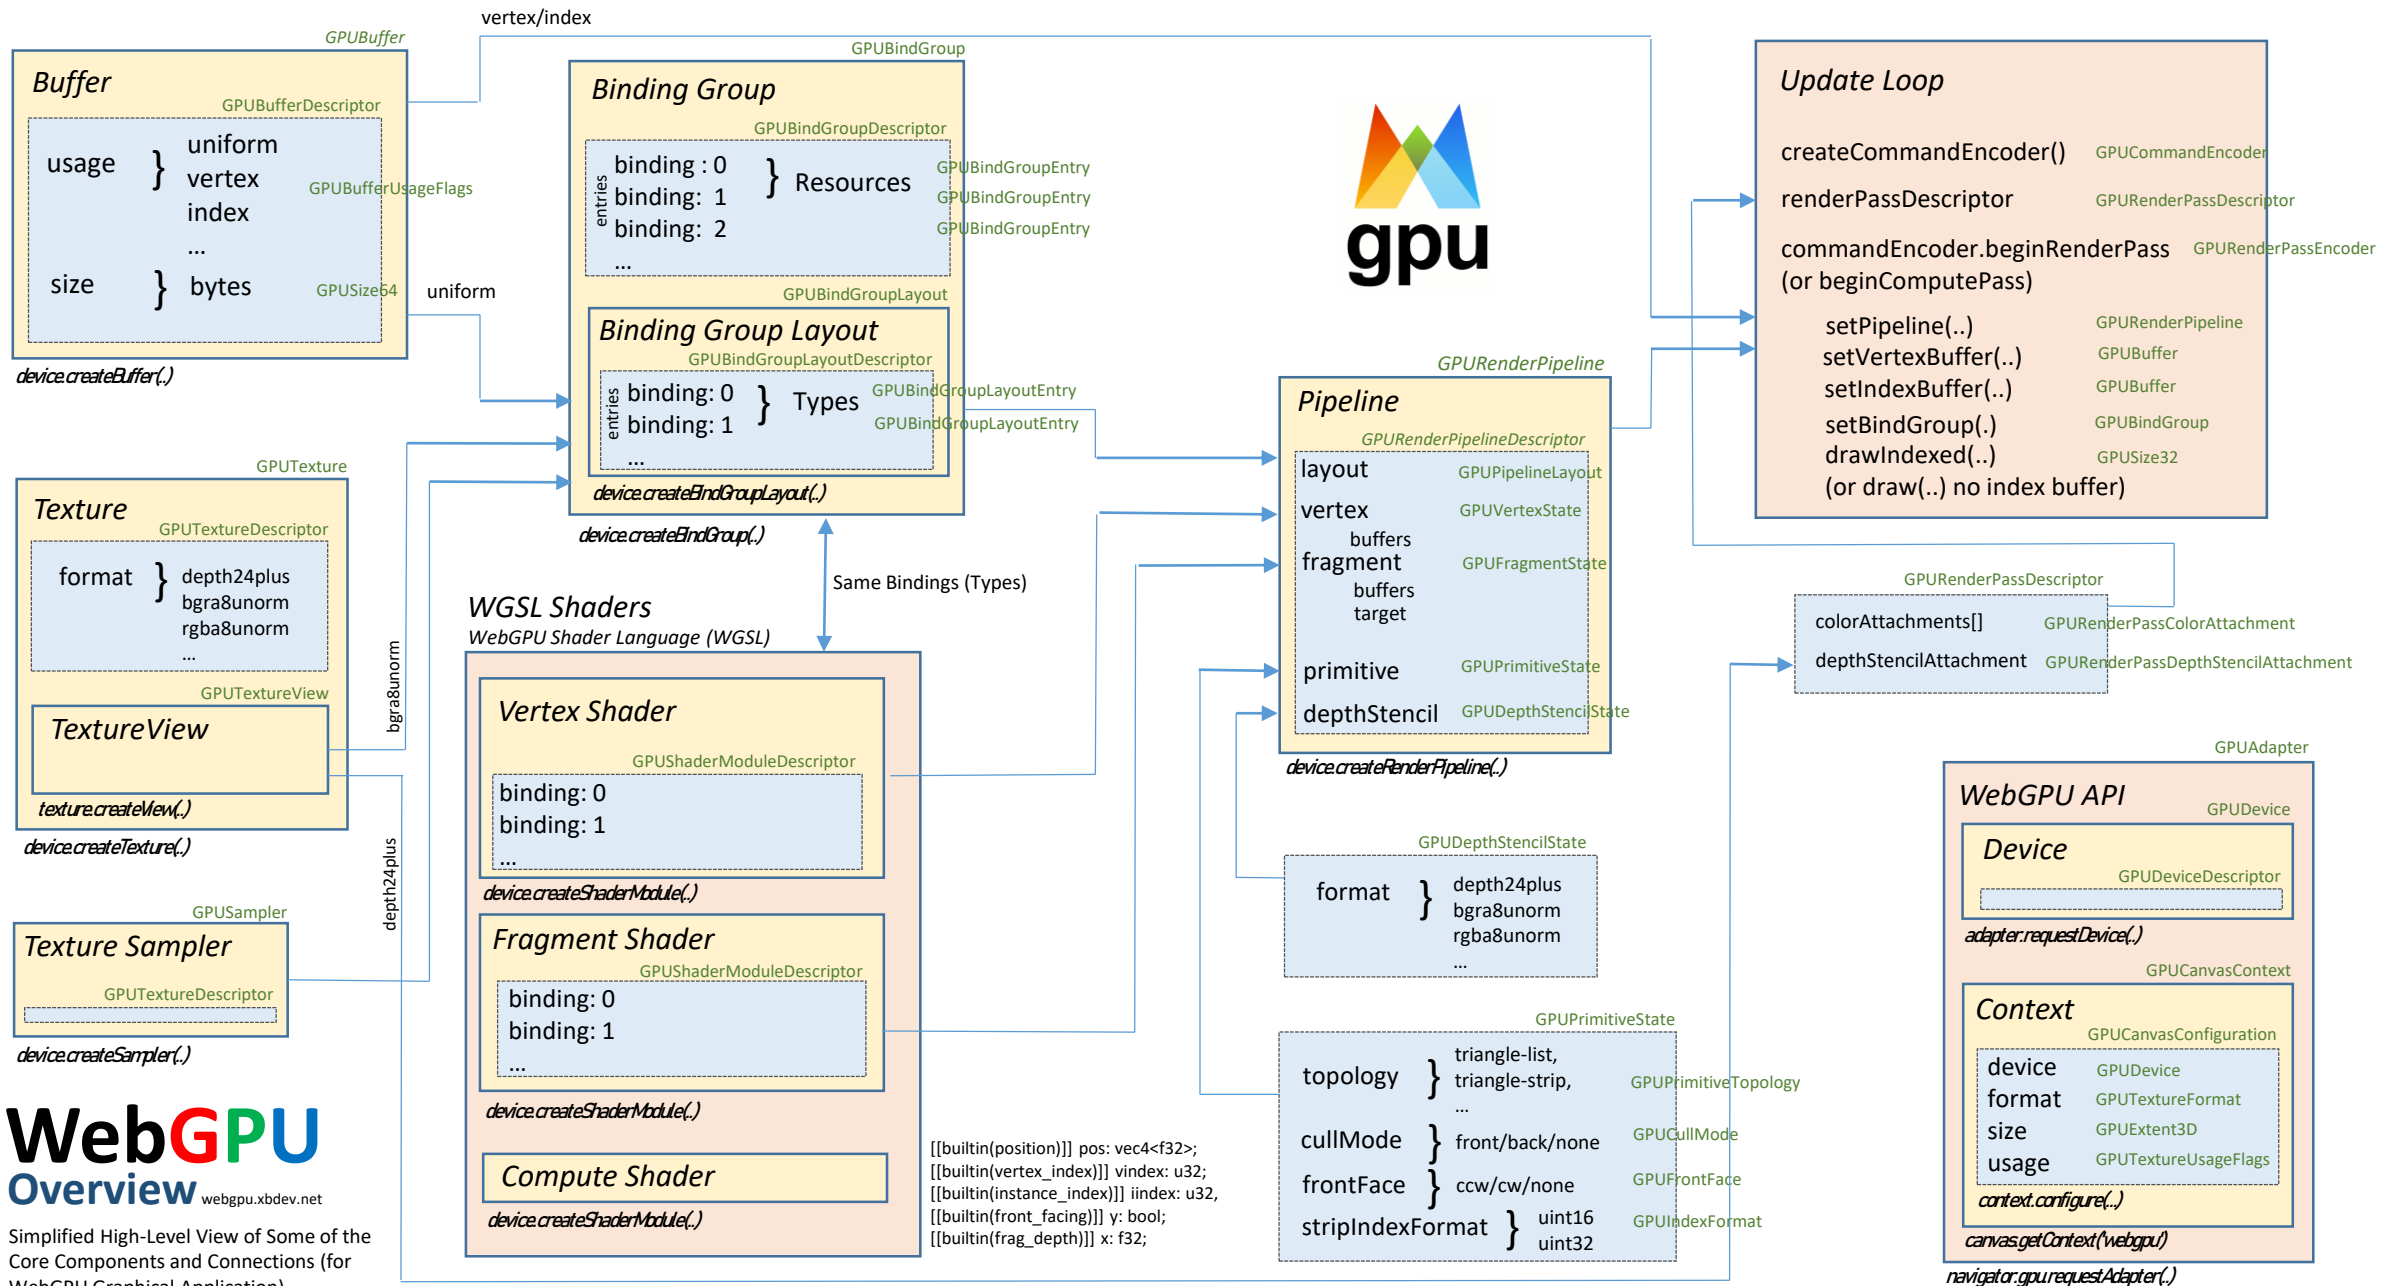 vertex/index
GPUBuffer
Buffer
GPUBufferDescriptor
usage } uniform
vertex
index
...
GPUBufferUsageFlags
size } bytes
GPUSize64
device.createBuffer(..)
uniform
GPUTexture
Texture
GPUTextureDescriptor
format } depth24plus
bgra8unorm
rgba8unorm
...
GPUTextureView
TextureView
texture.createView(..)
device.createTexture(..)
bgra8unorm
depth24plus
GPUSampler
Texture Sampler
GPUTextureDescriptor
device.createSampler(..)
WebGPU
Overview webgpu.xbdev.net
Simplified High-Level View of Some of the
Core Components and Connections (for
WebGPU Graphical Application)
GPUBindGroup
Binding Group
GPUBindGroupDescriptor
entries
binding : 0
binding: 1
binding: 2
...
} Resources
GPUBindGroupEntry
GPUBindGroupEntry
GPUBindGroupEntry
GPUBindGroupLayout
Binding Group Layout
GPUBindGroupLayoutDescriptor
entries
binding: 0
binding: 1
...
} Types
GPUBindGroupLayoutEntry
GPUBindGroupLayoutEntry
device.createBindGroupLayout(..)
device.createBindGroup(..)
Same Bindings (Types)
WGSL Shaders
WebGPU Shader Language (WGSL)
Vertex Shader
GPUShaderModuleDescriptor
binding: 0
binding: 1
...
device.createShaderModule(..)
Fragment Shader
GPUShaderModuleDescriptor
binding: 0
binding: 1
...
device.createShaderModule(..)
Compute Shader
device.createShaderModule(..)
[[builtin(position)]] pos: vec4<f32>;
[[builtin(vertex_index)]] vindex: u32;
[[builtin(instance_index)]] iindex: u32,
[[builtin(front_facing)]] y: bool;
[[builtin(frag_depth)]] x: f32;
gpu
GPURenderPipeline
Pipeline
GPURenderPipelineDescriptor
layout GPUPipelineLayout
vertex GPUVertexState
buffers
fragment GPUFragmentState
buffers
target
primitive GPUPrimitiveState
depthStencil GPUDepthStencilState
device.createRenderPipeline(..)
GPUDepthStencilState
format } depth24plus
bgra8unorm
rgba8unorm
...
GPUPrimitiveState
topology } triangle-list,
triangle-strip,
...
GPUPrimitiveTopology
cullMode } front/back/none GPUCullMode
frontFace } ccw/cw/none GPUFrontFace
stripIndexFormat } uint16
uint32
GPUIndexFormat
Update Loop
createCommandEncoder() GPUCommandEncoder
renderPassDescriptor GPURenderPassDescriptor
commandEncoder.beginRenderPass GPURenderPassEncoder
(or beginComputePass)
setPipeline(..) GPURenderPipeline
setVertexBuffer(..) GPUBuffer
setIndexBuffer(..) GPUBuffer
setBindGroup(.) GPUBindGroup
drawIndexed(..) GPUSize32
(or draw(..) no index buffer)
GPURenderPassDescriptor
colorAttachments[] GPURenderPassColorAttachment
depthStencilAttachment GPURenderPassDepthStencilAttachment
GPUAdapter
WebGPU API
GPUDevice
Device
GPUDeviceDescriptor
adapter.requestDevice(..)
GPUCanvasContext
Context
GPUCanvasConfiguration
device GPUDevice
format GPUTextureFormat
size GPUExtent3D
usage GPUTextureUsageFlags
context.configure(...)
canvas.getContext('webgpu')
navigator.gpu.requestAdapter(..)